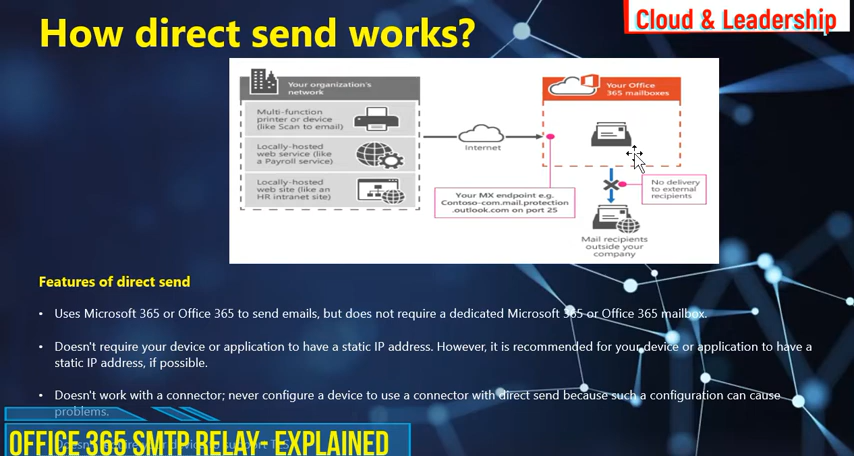 How direct send works?
Cloud & Leadership
Your organization's
network
Multi-function
printer or device
(like Scan to email)
Locally-hosted
web service (like
a Payroll service)
Locally-hosted
web site (like an
HR intranet site)
Internet
Your Office
365 mailboxes
Your MX endpoint e.g.
Contoso-com.mail.protection
.outlook.com on port 25
No delivery
to external
recipients
Mail recipients
outside your
company
Features of direct send
• Uses Microsoft 365 or Office 365 to send emails, but does not require a dedicated Microsoft 365 or Office 365 mailbox.
• Doesn't require your device or application to have a static IP address. However, it is recommended for your device or application to have a
static IP address, if possible.
• Doesn't work with a connector; never configure a device to use a connector with direct send because such a configuration can cause
problems.
OFFICE 365 SMTP RELAY- EXPLAINED